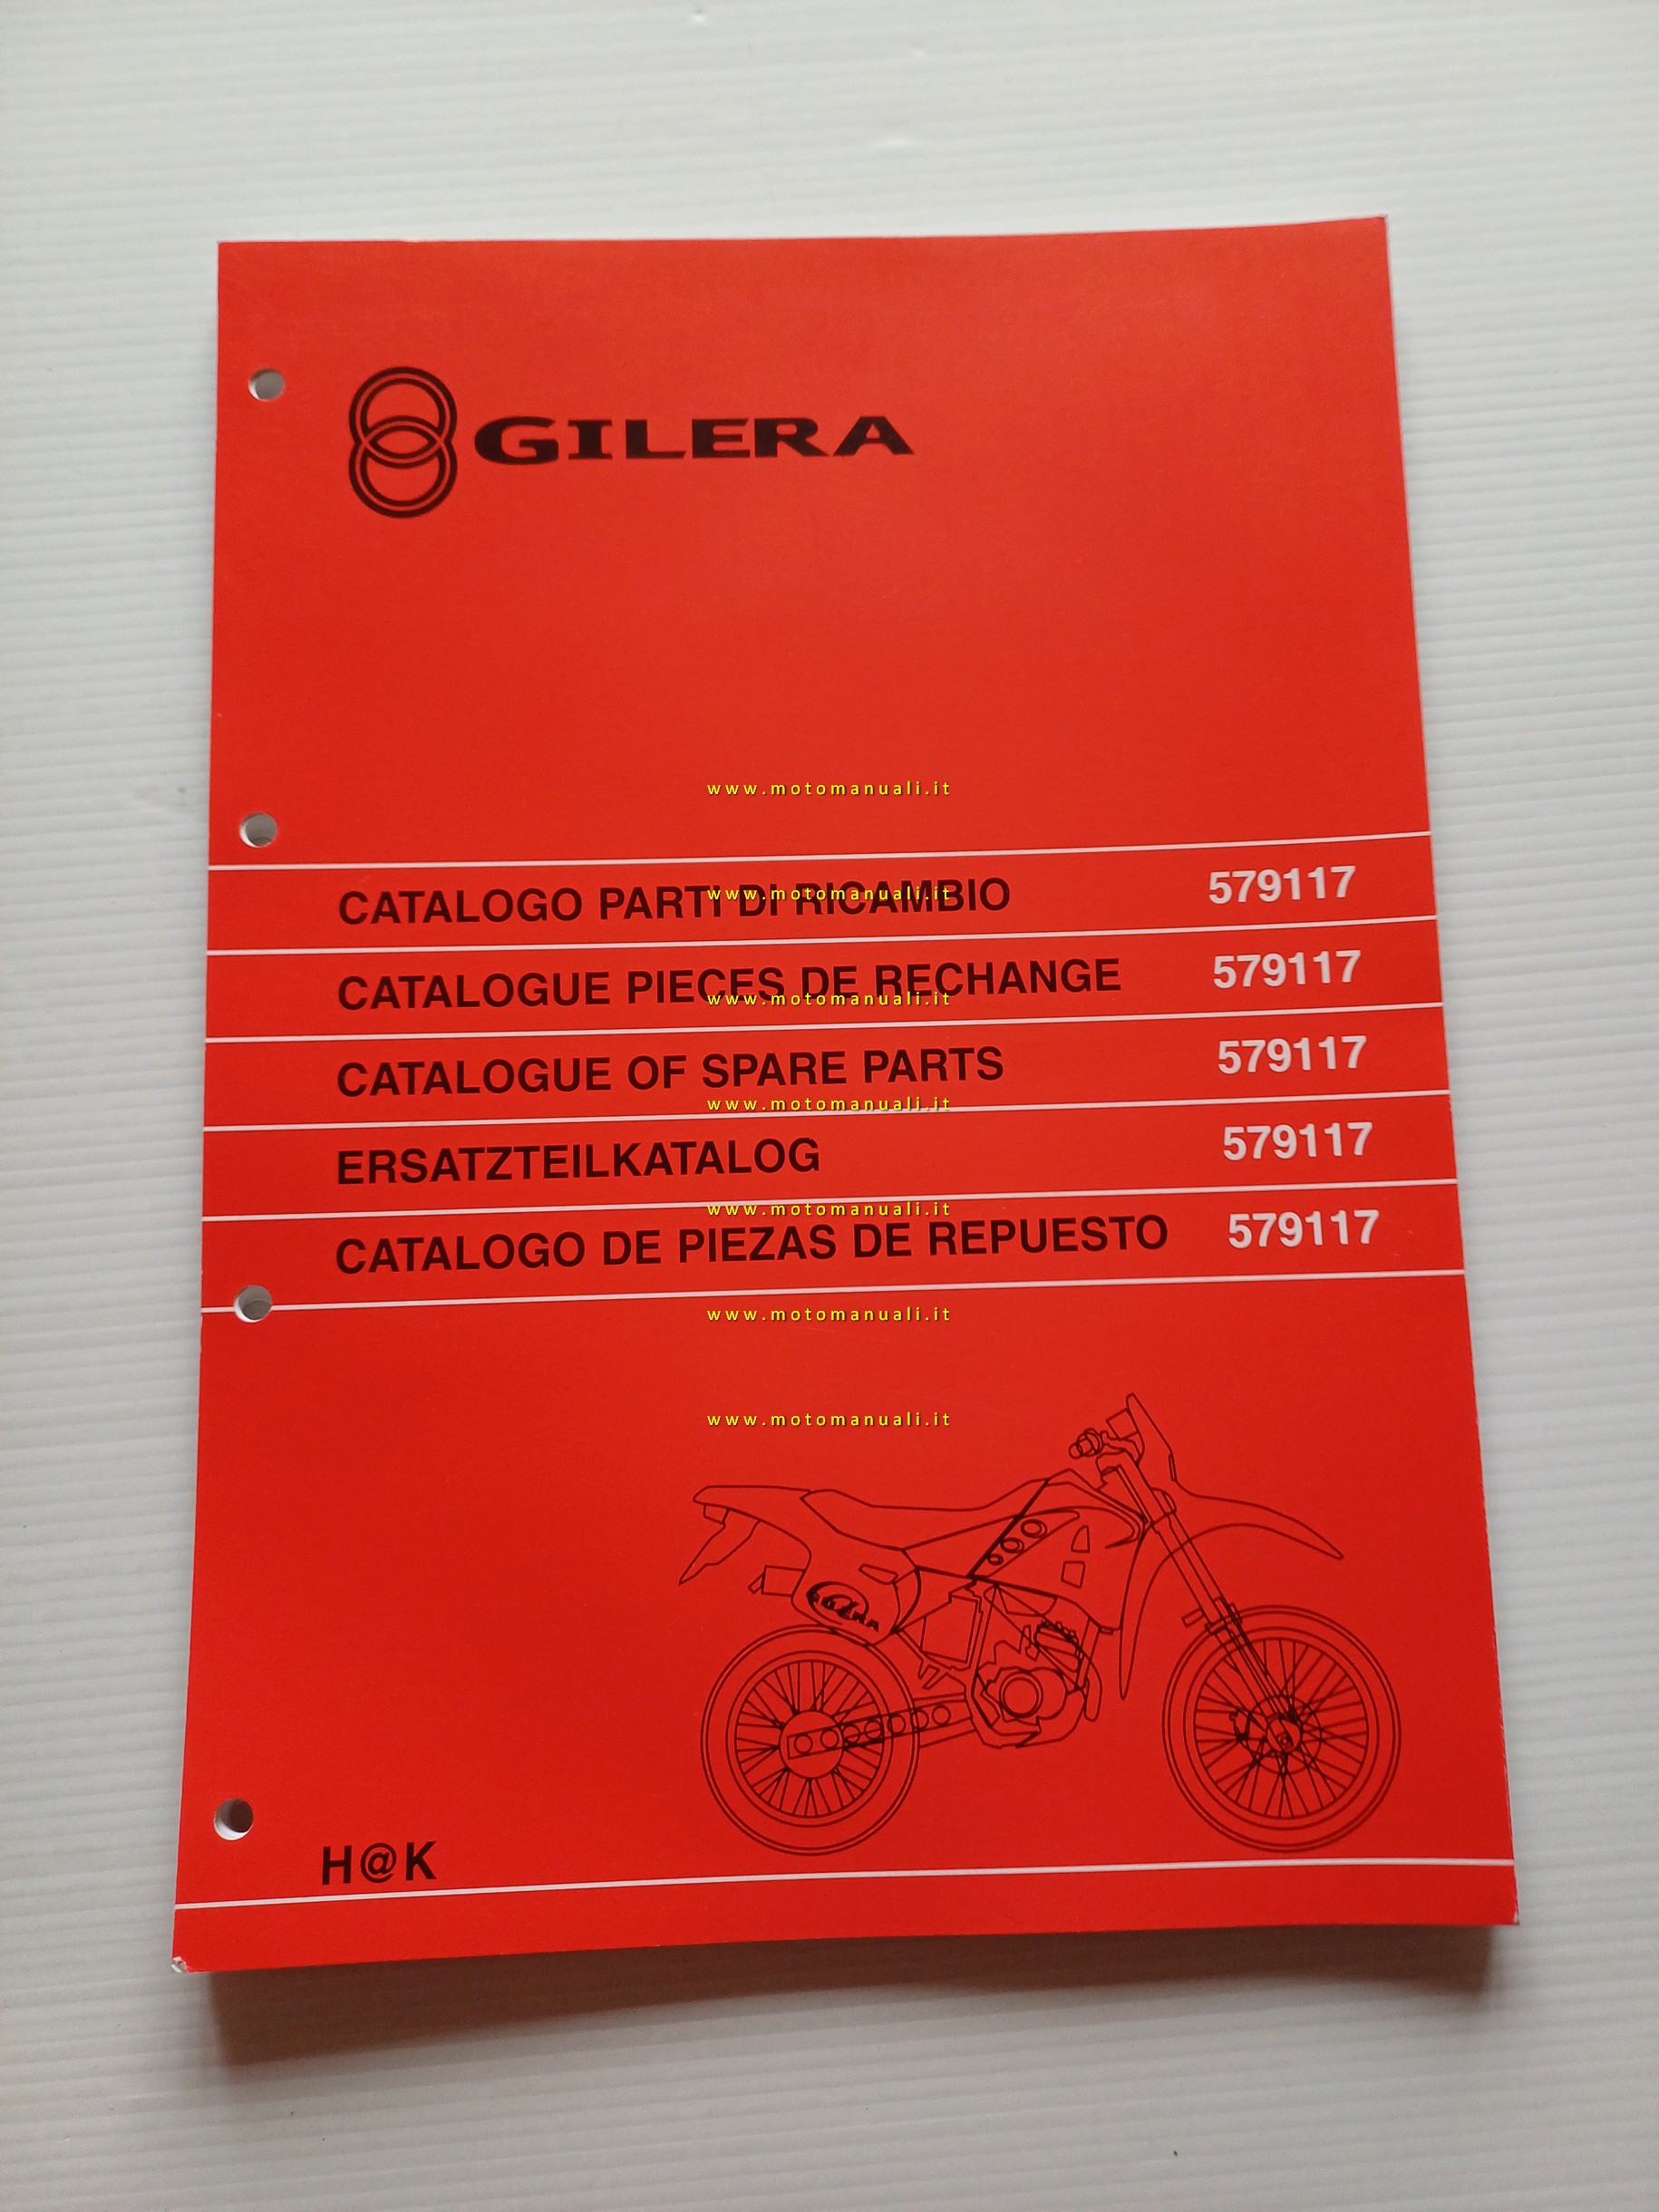 GILERA
www.motomanuali.it
CATALOGO PARTI DI RICAMBIO 579117
www.motomanuali.it
CATALOGUE PIECES DE RECHANGE 579117
www.motomanuali.it
CATALOGUE OF SPARE PARTS 579117
www.motomanuali.it
ERSATZTEILKATALOG 579117
www.motomanuali.it
CATALOGO DE PIEZAS DE REPUESTO 579117
www.motomanuali.it
www.motomanuali.it
GILERA
H@K